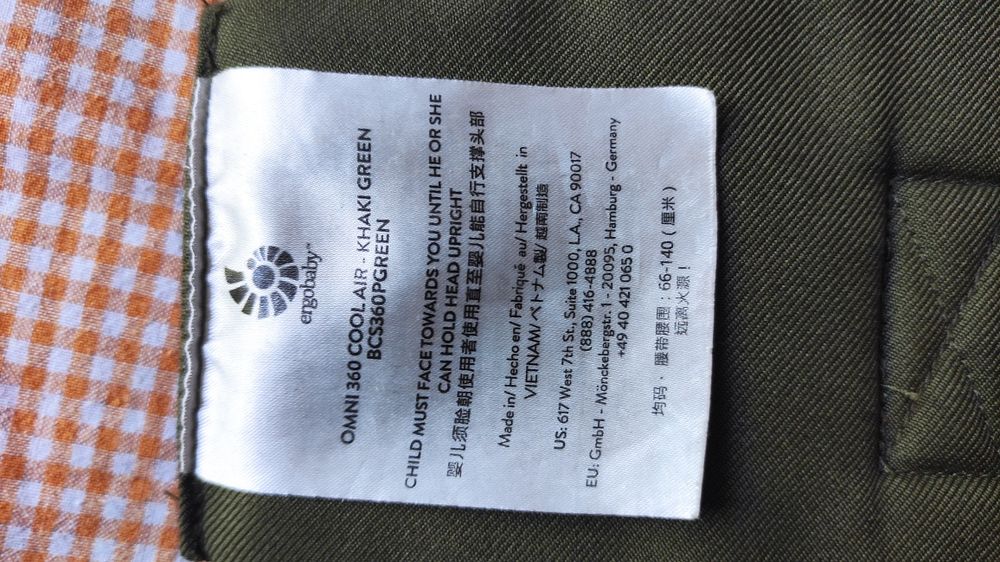 ergobaby™
OMNI 360 COOL AIR - KHAKI GREEN
BCS360PGREEN
CHILD MUST FACE TOWARDS YOU UNTIL HE OR SHE
CAN HOLD HEAD UPRIGHT
婴儿须脸朝使用者使用直至婴儿能自行支撑头部
Made in/ Hecho en/ Fabriqué au/ Hergestellt in
VIETNAM/ベトナム製/ 越南制造
US: 617 West 7th St., Suite 1000, L.A., CA 90017
(888) 416-4888
EU: GmbH - Mönckebergstr. 1 - 20095, Hamburg - Germany
+49 40 421 065 0
均码， 腰带腰围：66-140（厘米）
远离火源！